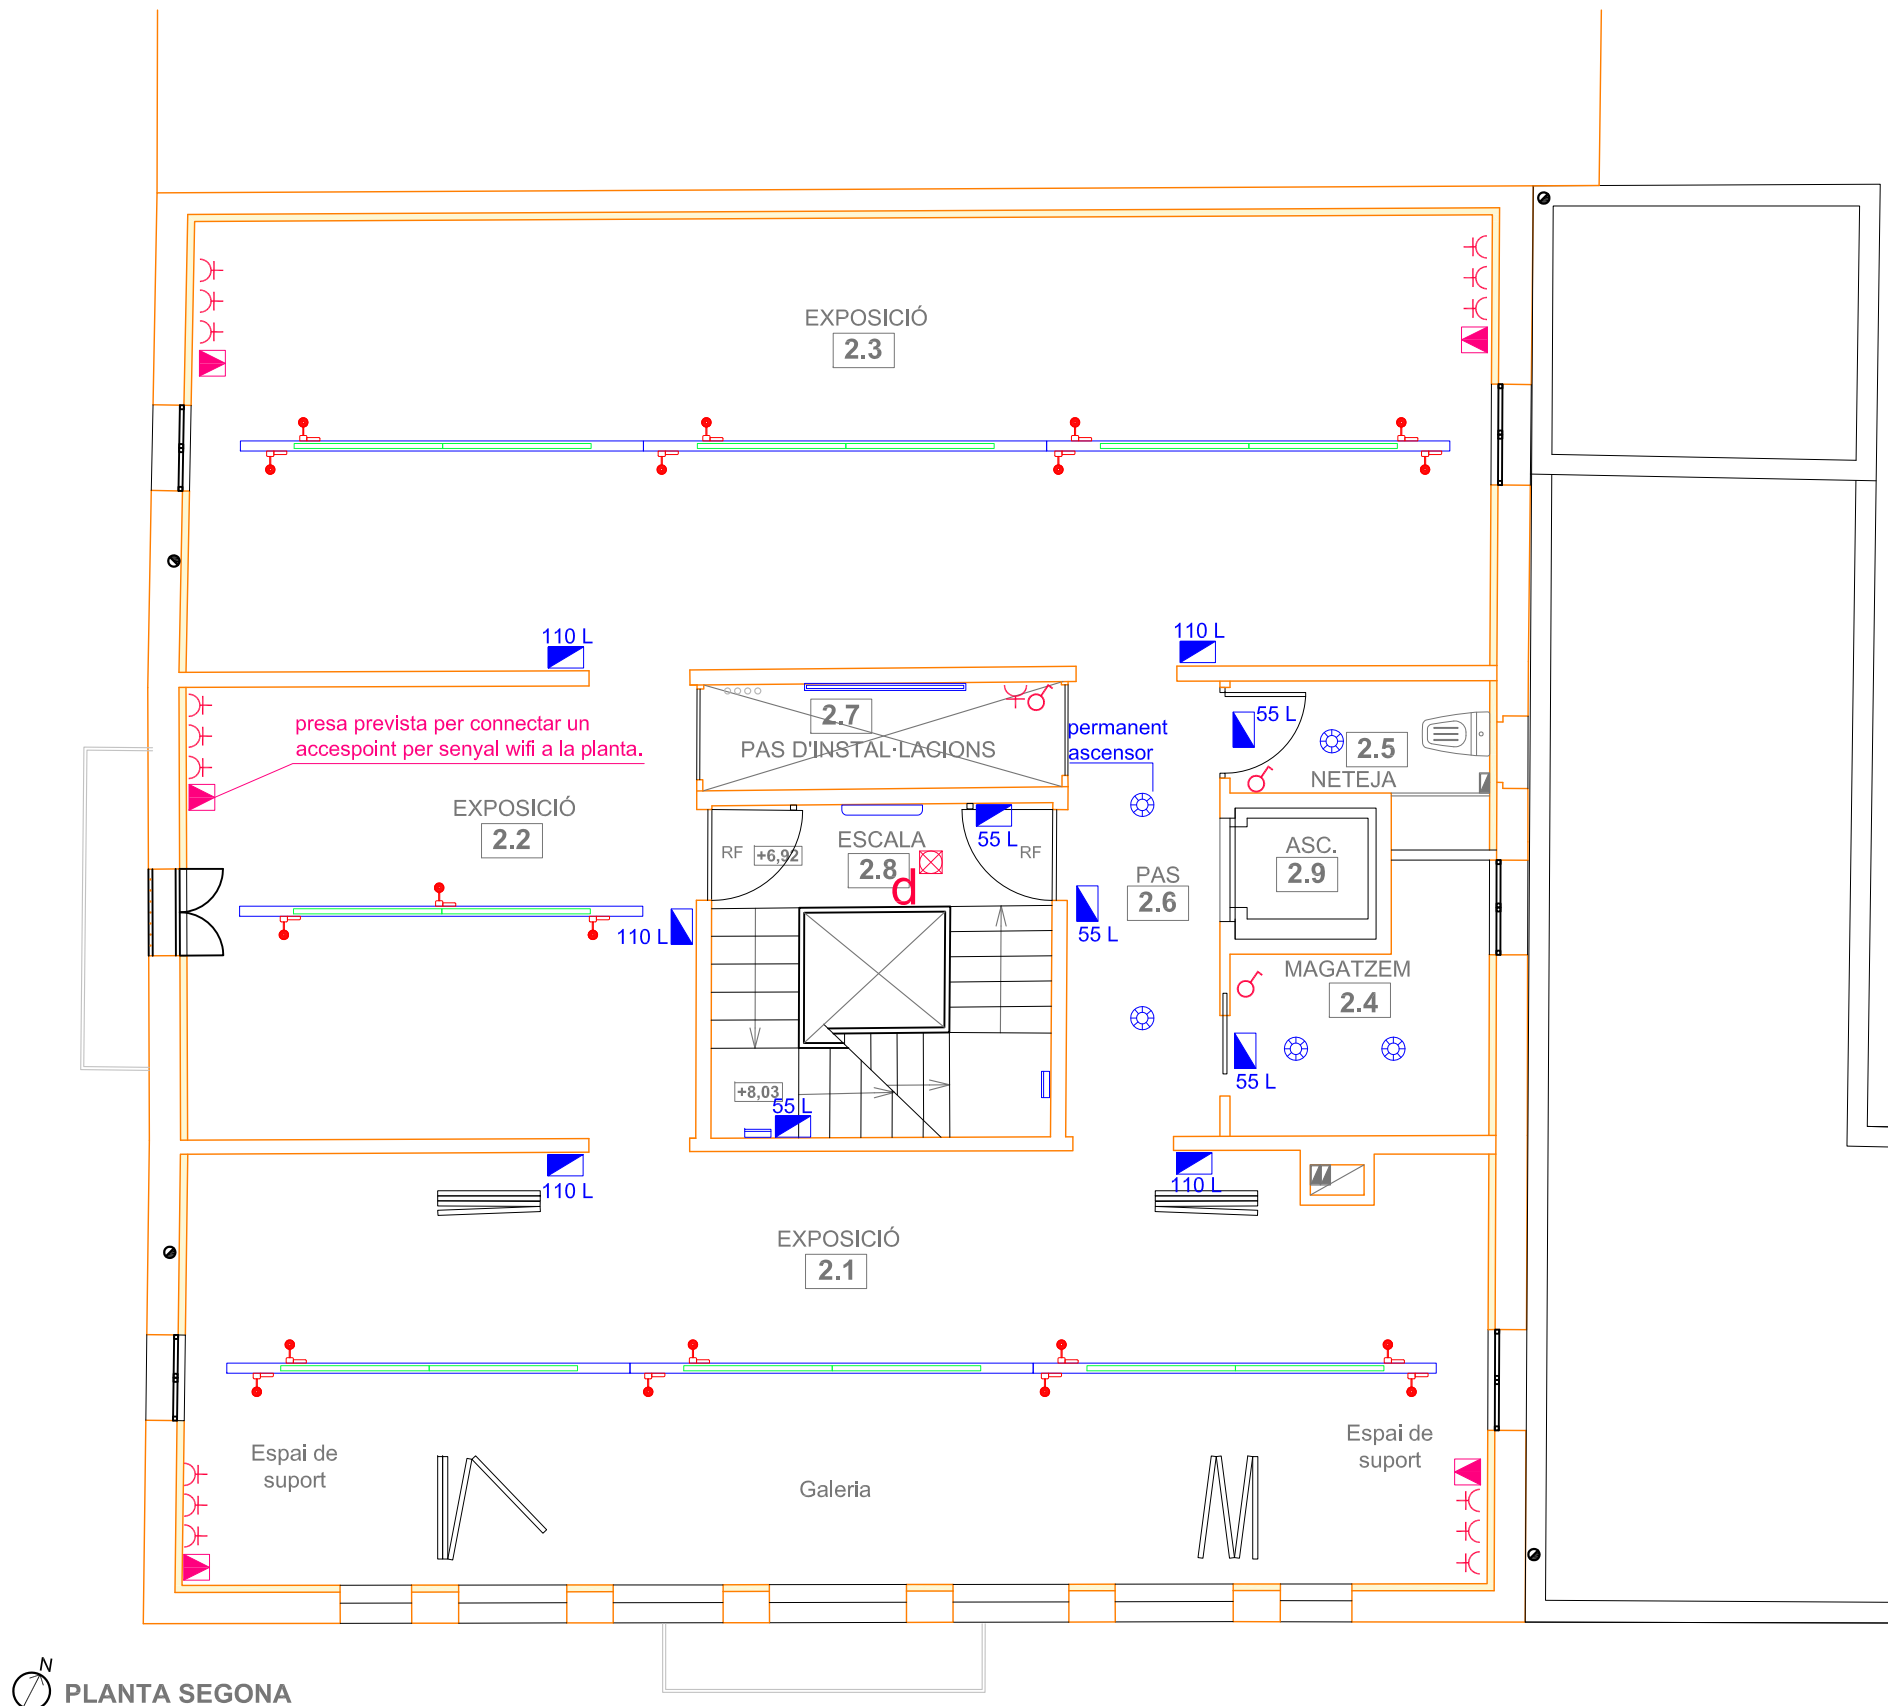 EXPOSICIÓ
2.3
110 L
110 L
presa prevista per connectar un
accespoint per senyal wifi a la planta.
2.7
PAS D'INSTAL·LACIONS
permanent
ascensor
55 L
2.5
NETEJA
EXPOSICIÓ
2.2
RF
+6,92
ESCALA
2.8
d
55 L
RF
PAS
2.6
ASC.
2.9
110 L
55 L
MAGATZEM
2.4
55 L
+8,03
55 L
110 L
110 L
EXPOSICIÓ
2.1
Espai de
suport
Galeria
Espai de
suport
N
PLANTA SEGONA